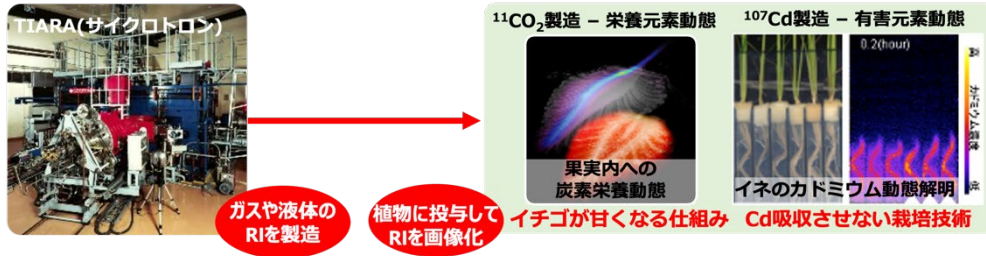 TIARA(サイクロトロン)
ガスや液体の
RIを製造
植物に投与して
RIを画像化
¹¹CO₂製造 – 栄養元素動態
果実内への
炭素栄養動態
イチゴが甘くなる仕組み
¹⁰⁷Cd製造 – 有害元素動態
0.2(hour)
高
カドミウム濃度
低
イネのカドミウム動態解明
Cd吸収させない栽培技術